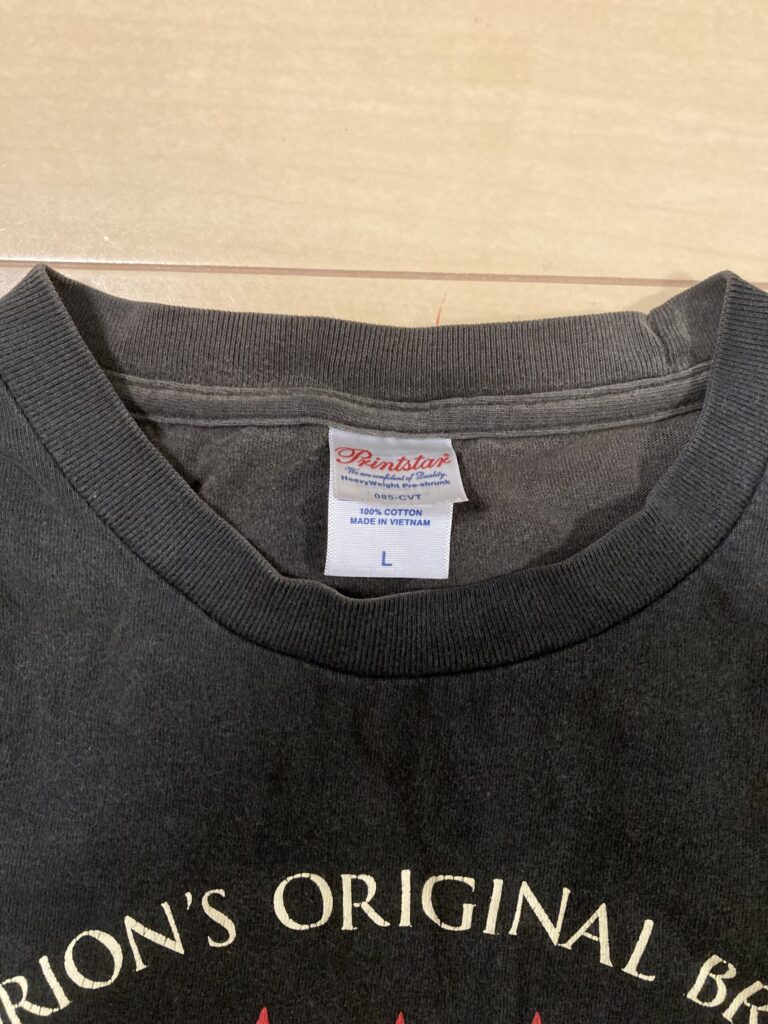 Printstar
We are confident of Quality.
HeavyWeight Pre-shrunk
085-CVT
100% COTTON
MADE IN VIETNAM
L
RION'S ORIGINAL BR